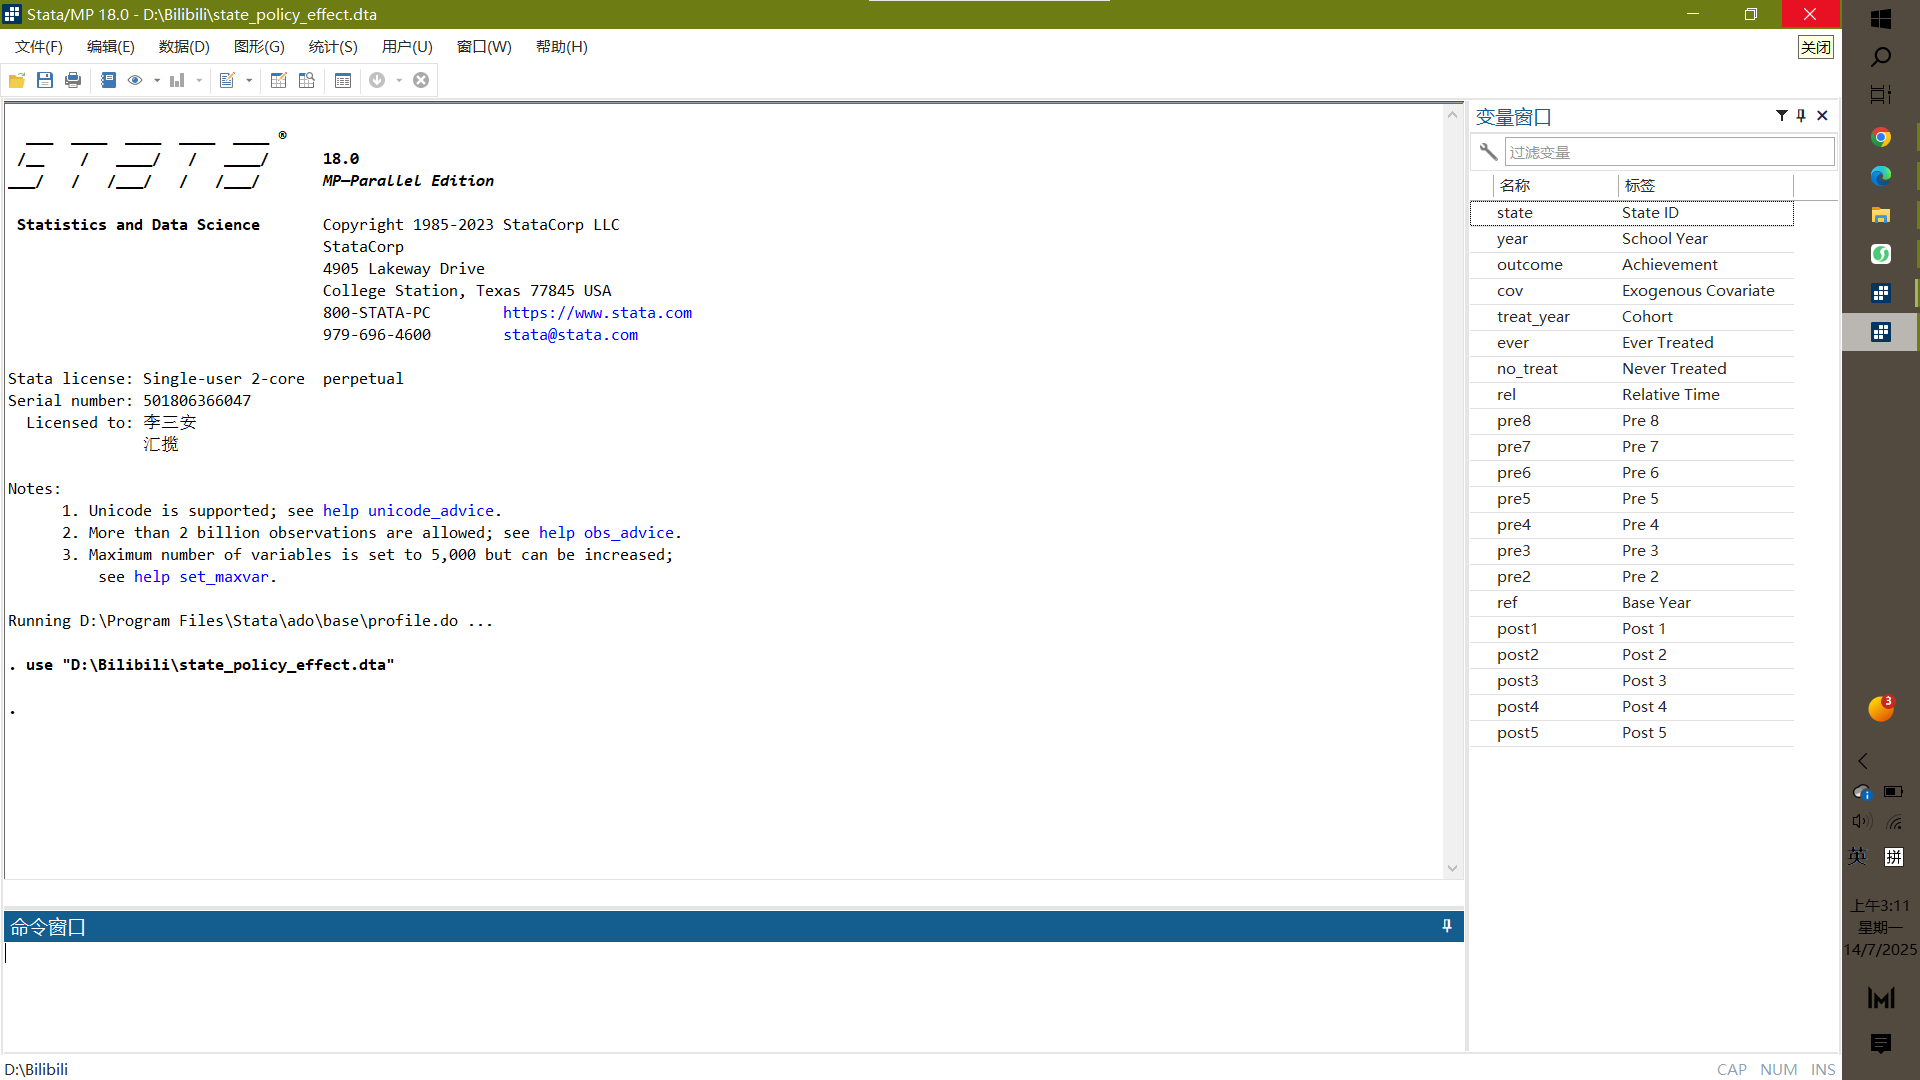 Stata/MP 18.0 - D:\Bilibili\state_policy_effect.dta
文件(F) 编辑(E) 数据(D) 图形(G) 统计(S) 用户(U) 窗口(W) 帮助(H)
关闭
®
18.0
MP—Parallel Edition
Statistics and Data Science Copyright 1985-2023 StataCorp LLC
StataCorp
4905 Lakeway Drive
College Station, Texas 77845 USA
800-STATA-PC https://www.stata.com
979-696-4600 stata@stata.com
Stata license: Single-user 2-core perpetual
Serial number: 501806366047
Licensed to: 李三安
汇揽
Notes:
1. Unicode is supported; see help unicode_advice.
2. More than 2 billion observations are allowed; see help obs_advice.
3. Maximum number of variables is set to 5,000 but can be increased;
see help set_maxvar.
Running D:\Program Files\Stata\ado\base\profile.do ...
. use "D:\Bilibili\state_policy_effect.dta"
.
命令窗口
D:\Bilibili
变量窗口
过滤变量
名称 标签
state State ID
year School Year
outcome Achievement
cov Exogenous Covariate
treat_year Cohort
ever Ever Treated
no_treat Never Treated
rel Relative Time
pre8 Pre 8
pre7 Pre 7
pre6 Pre 6
pre5 Pre 5
pre4 Pre 4
pre3 Pre 3
pre2 Pre 2
ref Base Year
post1 Post 1
post2 Post 2
post3 Post 3
post4 Post 4
post5 Post 5
CAP NUM INS
3
英 拼
上午3:11
星期一
14/7/2025